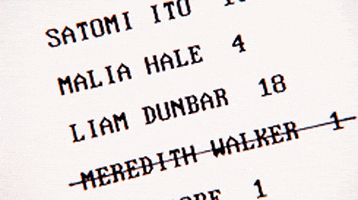 SATOMI ITO
MALIA HALE 4
LIAM DUNBAR 18
MEREDITH WALKER 1
1